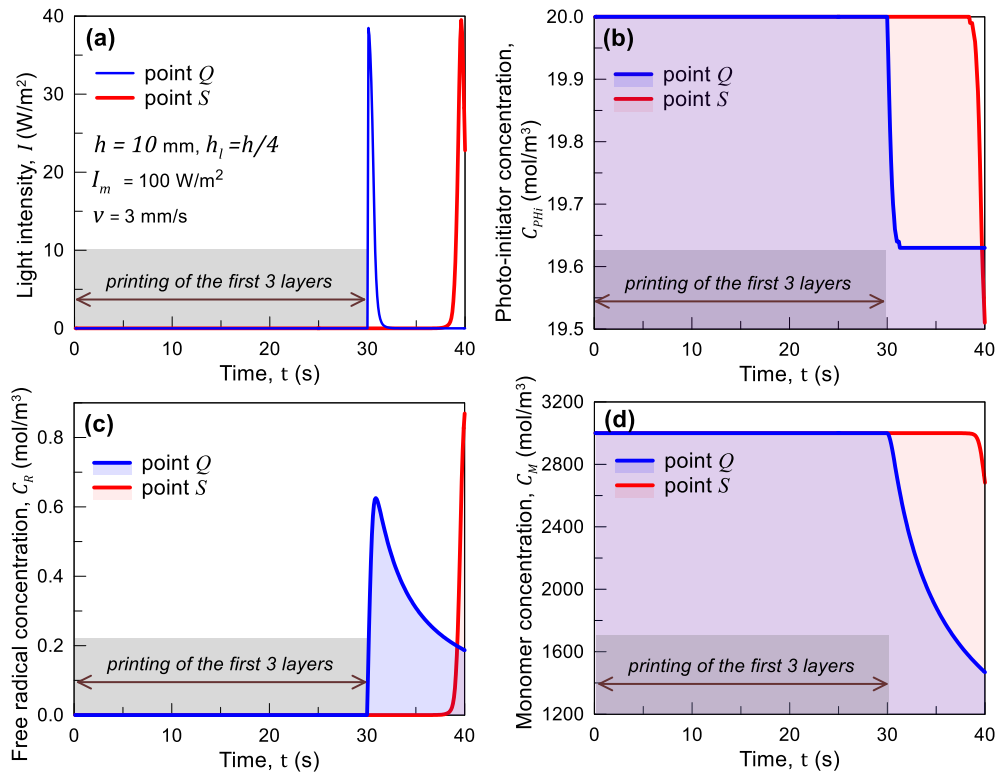 (a)
point Q
point S
h = 10 mm, h_l =h/4
I_m = 100 W/m²
v = 3 mm/s
printing of the first 3 layers
Light intensity, I (W/m²)
0
10
20
30
40
0 10 20 30 40
Time, t (s)
(b)
point Q
point S
printing of the first 3 layers
Photo-initiator concentration,
C_PHi (mol/m³)
20.0
19.9
19.8
19.7
19.6
19.5
0 10 20 30 40
Time, t (s)
(c)
point Q
point S
printing of the first 3 layers
Free radical concentration, C_R (mol/m³)
0.8
0.6
0.4
0.2
0.0
0 10 20 30 40
Time, t (s)
(d)
point Q
point S
printing of the first 3 layers
Monomer concentration, C_M (mol/m³)
3200
2800
2400
2000
1600
1200
0 10 20 30 40
Time, t (s)